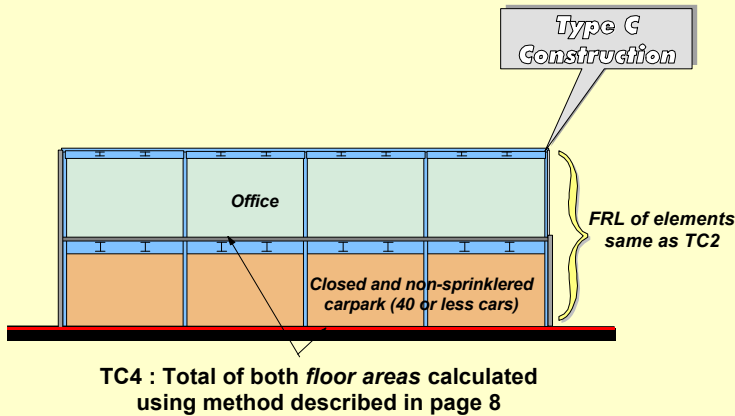 Type C
Construction
Office
FRL of elements
same as TC2
Closed and non-sprinklered
carpark (40 or less cars)
TC4 : Total of both floor areas calculated
using method described in page 8